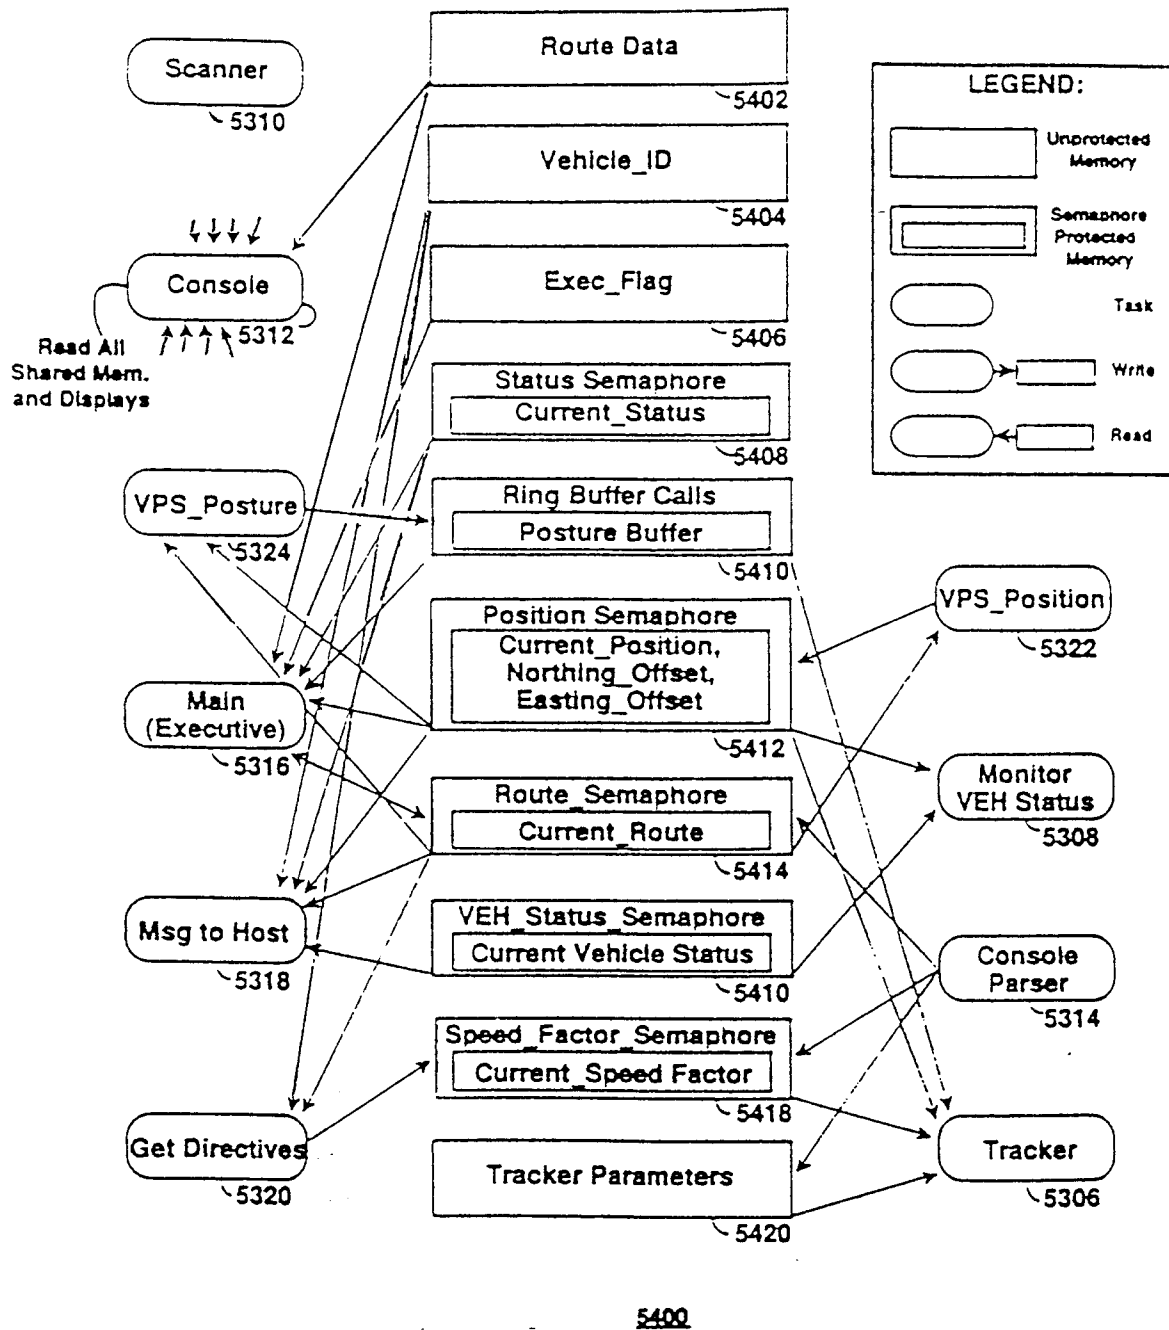 Scanner
5310
Route Data
5402
Vehicle_ID
5404
Console
5312
Read All
Shared Mem.
and Displays
Exec_Flag
5406
Status Semaphore
Current_Status
5408
VPS_Posture
5324
Ring Buffer Calls
Posture Buffer
5410
Position Semaphore
Current_Position,
Northing_Offset,
Easting_Offset
5412
VPS_Position
5322
Main
(Executive)
5316
Route_Semaphore
Current_Route
5414
Monitor
VEH Status
5308
Msg to Host
5318
VEH_Status_Semaphore
Current Vehicle Status
5410
Console
Parser
5314
Speed_Factor_Semaphore
Current_Speed Factor
5418
Get Directives
5320
Tracker Parameters
5420
Tracker
5306
LEGEND:
Unprotected
Memory
Semaphore
Protected
Memory
Task
Write
Read
5400